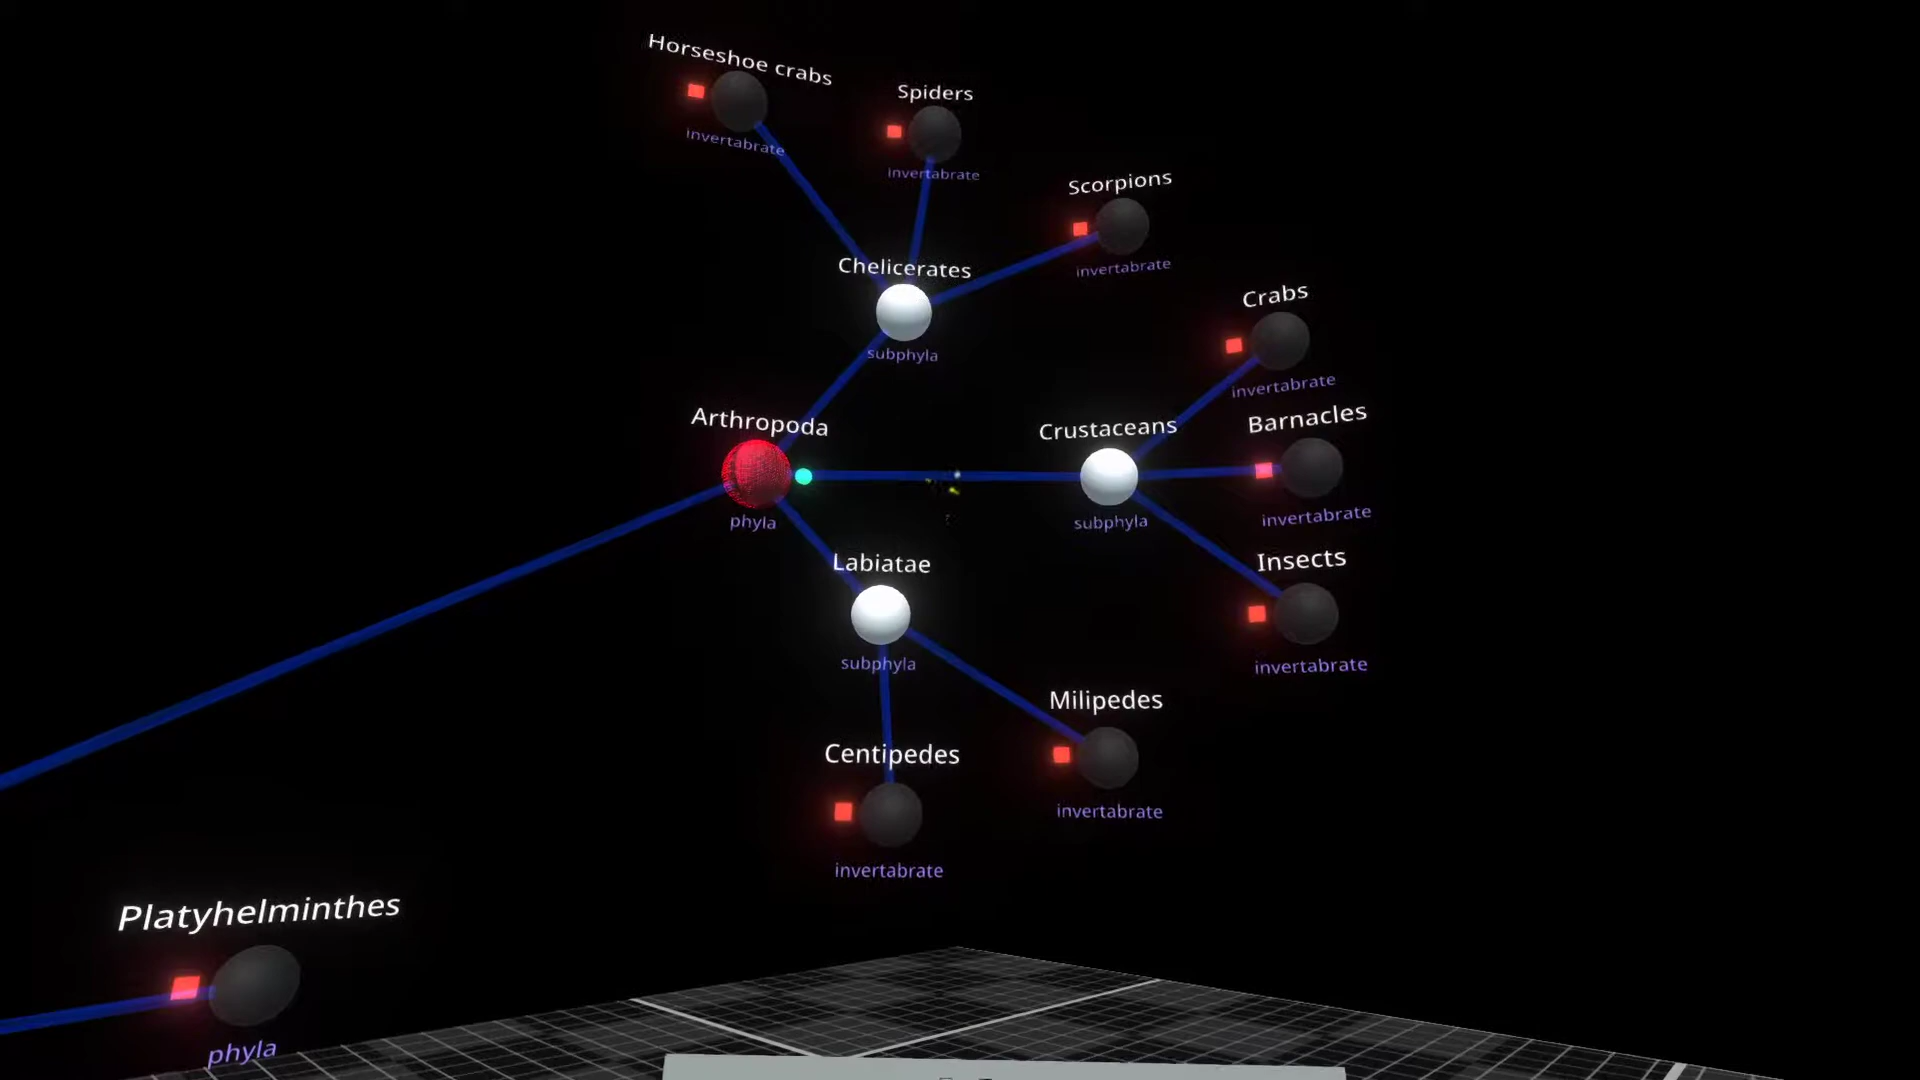 Horseshoe crabs
invertabrate
Spiders
invertabrate
Scorpions
invertabrate
Chelicerates
subphyla
Crabs
invertabrate
Arthropoda
phyla
Crustaceans
subphyla
Barnacles
invertabrate
Labiatae
subphyla
Insects
invertabrate
Milipedes
invertabrate
Centipedes
invertabrate
Platyhelminthes
phyla